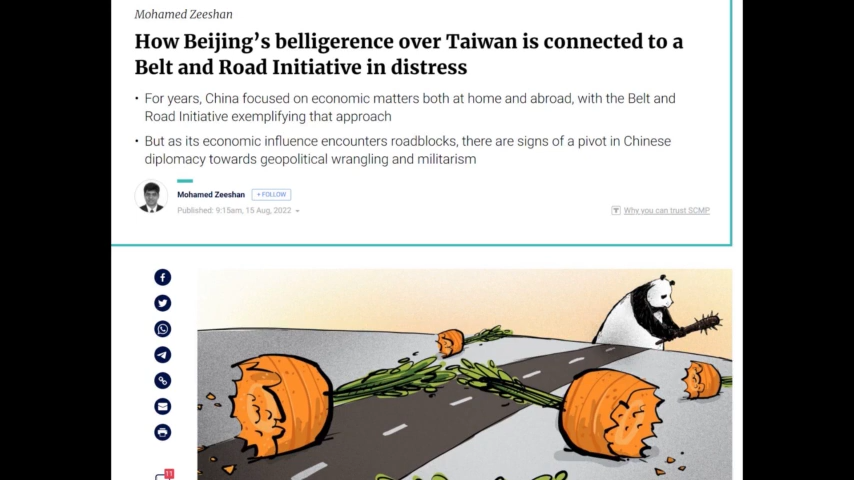 Mohamed Zeeshan
How Beijing’s belligerence over Taiwan is connected to a
Belt and Road Initiative in distress
• For years, China focused on economic matters both at home and abroad, with the Belt and
Road Initiative exemplifying that approach
• But as its economic influence encounters roadblocks, there are signs of a pivot in Chinese
diplomacy towards geopolitical wrangling and militarism
Mohamed Zeeshan + FOLLOW
Published: 9:15am, 15 Aug, 2022
Why you can trust SCMP
11